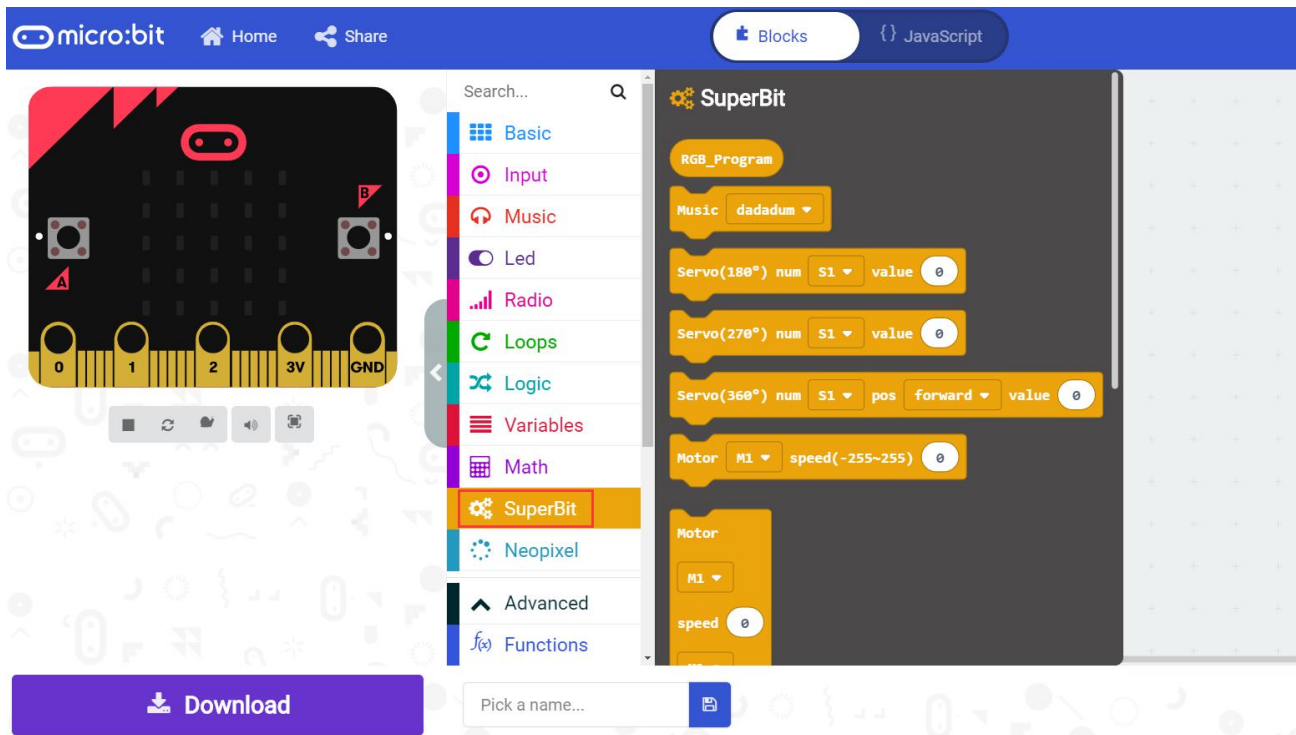 micro:bit Home Share Blocks {} JavaScript
B
A
0 1 2 3V GND
Search...
Basic
Input
Music
Led
Radio
Loops
Logic
Variables
Math
SuperBit
Neopixel
Advanced
f(x) Functions
SuperBit
RGB_Program
Music dadadum
Servo(180°) num S1 value 0
Servo(270°) num S1 value 0
Servo(360°) num S1 pos forward value 0
Motor M1 speed(-255~255) 0
Motor
M1
speed 0
Download
Pick a name...